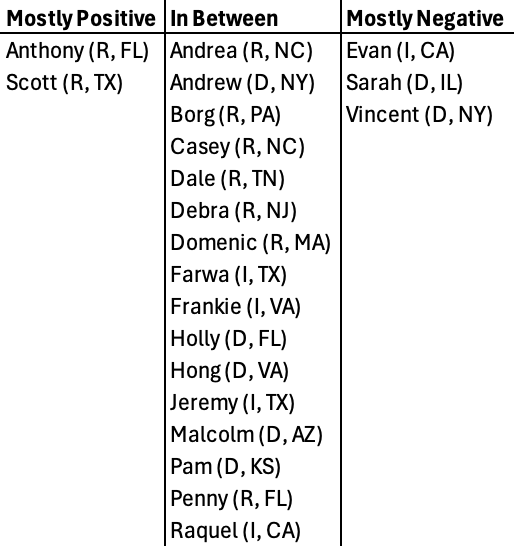 Mostly Positive In Between Mostly Negative
Anthony (R, FL) Andrea (R, NC) Evan (I, CA)
Scott (R, TX) Andrew (D, NY) Sarah (D, IL)
Borg (R, PA) Vincent (D, NY)
Casey (R, NC)
Dale (R, TN)
Debra (R, NJ)
Domenic (R, MA)
Farwa (I, TX)
Frankie (I, VA)
Holly (D, FL)
Hong (D, VA)
Jeremy (I, TX)
Malcolm (D, AZ)
Pam (D, KS)
Penny (R, FL)
Raquel (I, CA)